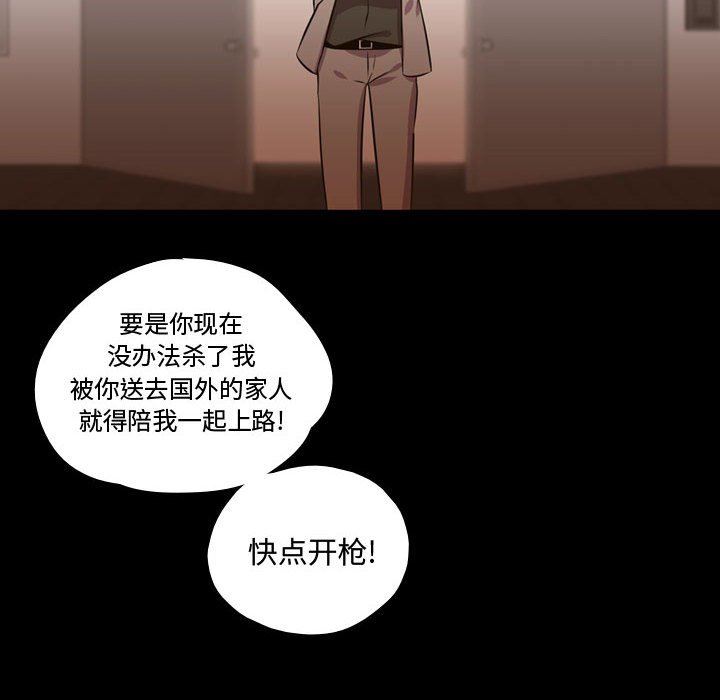 要是你现在
没办法杀了我
被你送去国外的家人
就得陪我一起上路!
快点开枪!